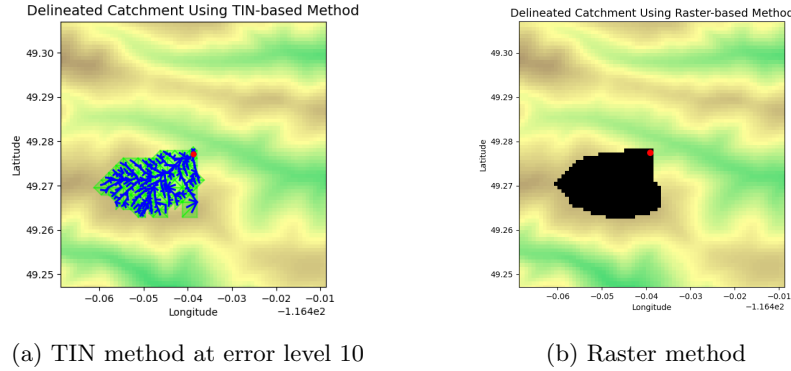 Delineated Catchment Using TIN-based Method
49.30
49.29
49.28
49.27
49.26
49.25
Latitude
−0.06 −0.05 −0.04 −0.03 −0.02 −0.01
Longitude
−1.164e2
(a) TIN method at error level 10
Delineated Catchment Using Raster-based Method
49.30
49.29
49.28
49.27
49.26
49.25
Latitude
−0.06 −0.05 −0.04 −0.03 −0.02 −0.01
Longitude
−1.164e2
(b) Raster method